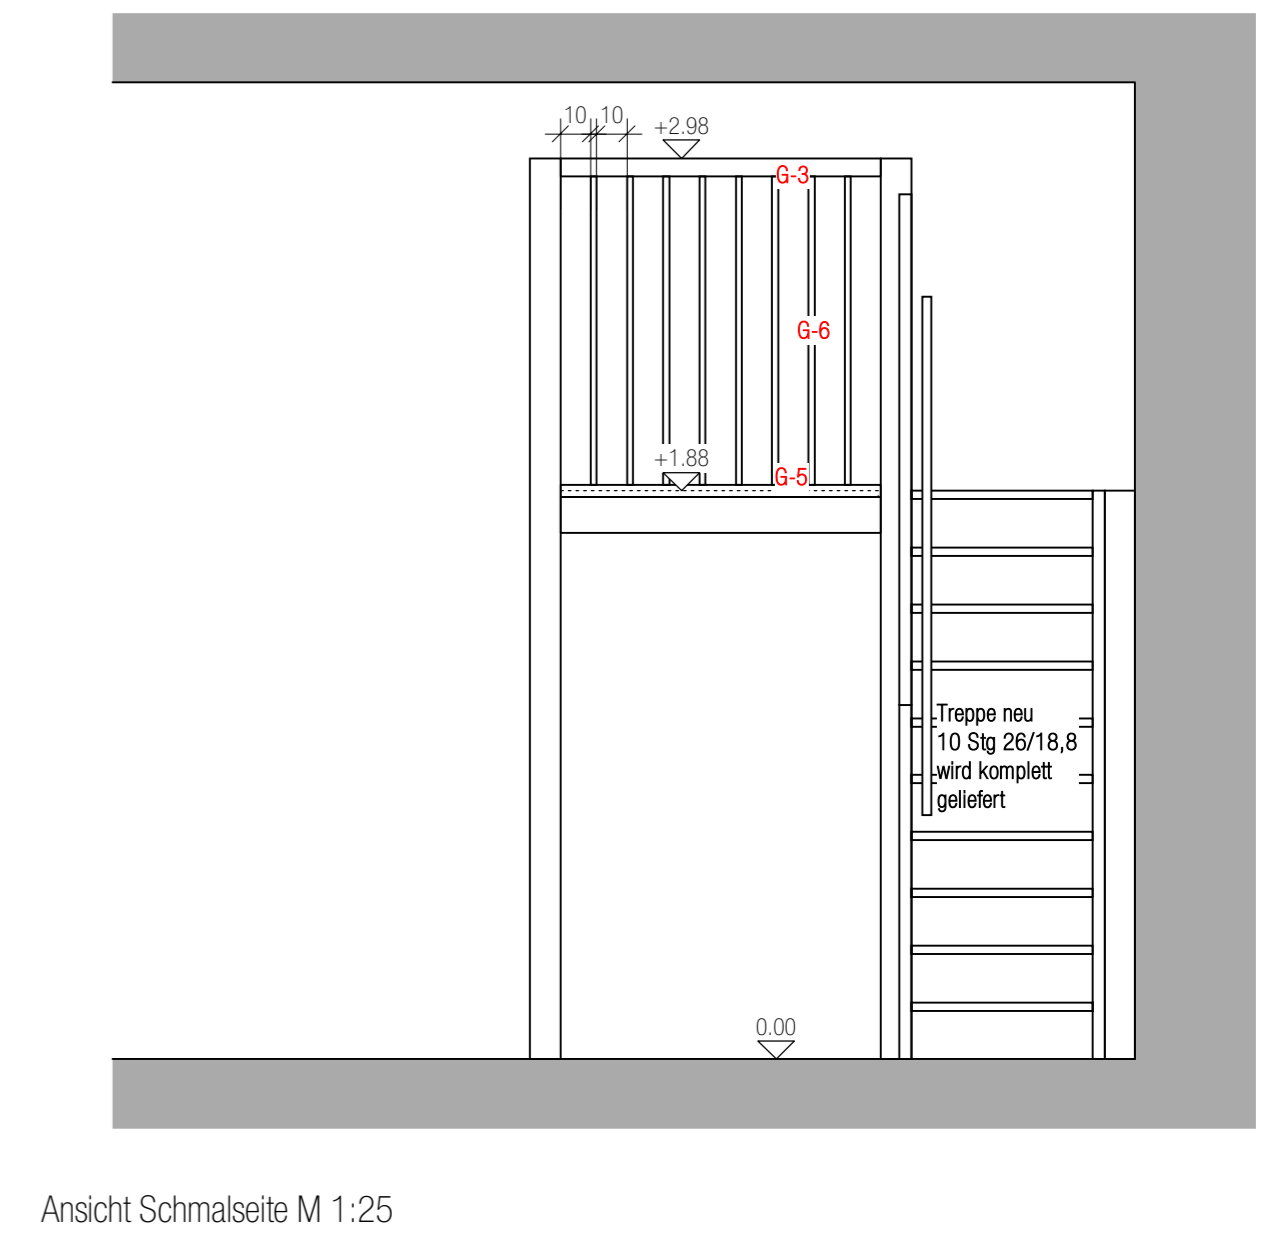 10 10
+2.98
G-3
G-6
+1.88
G-5
Treppe neu
10 Stg 26/18,8
wird komplett
geliefert
0.00
Ansicht Schmalseite M 1:25